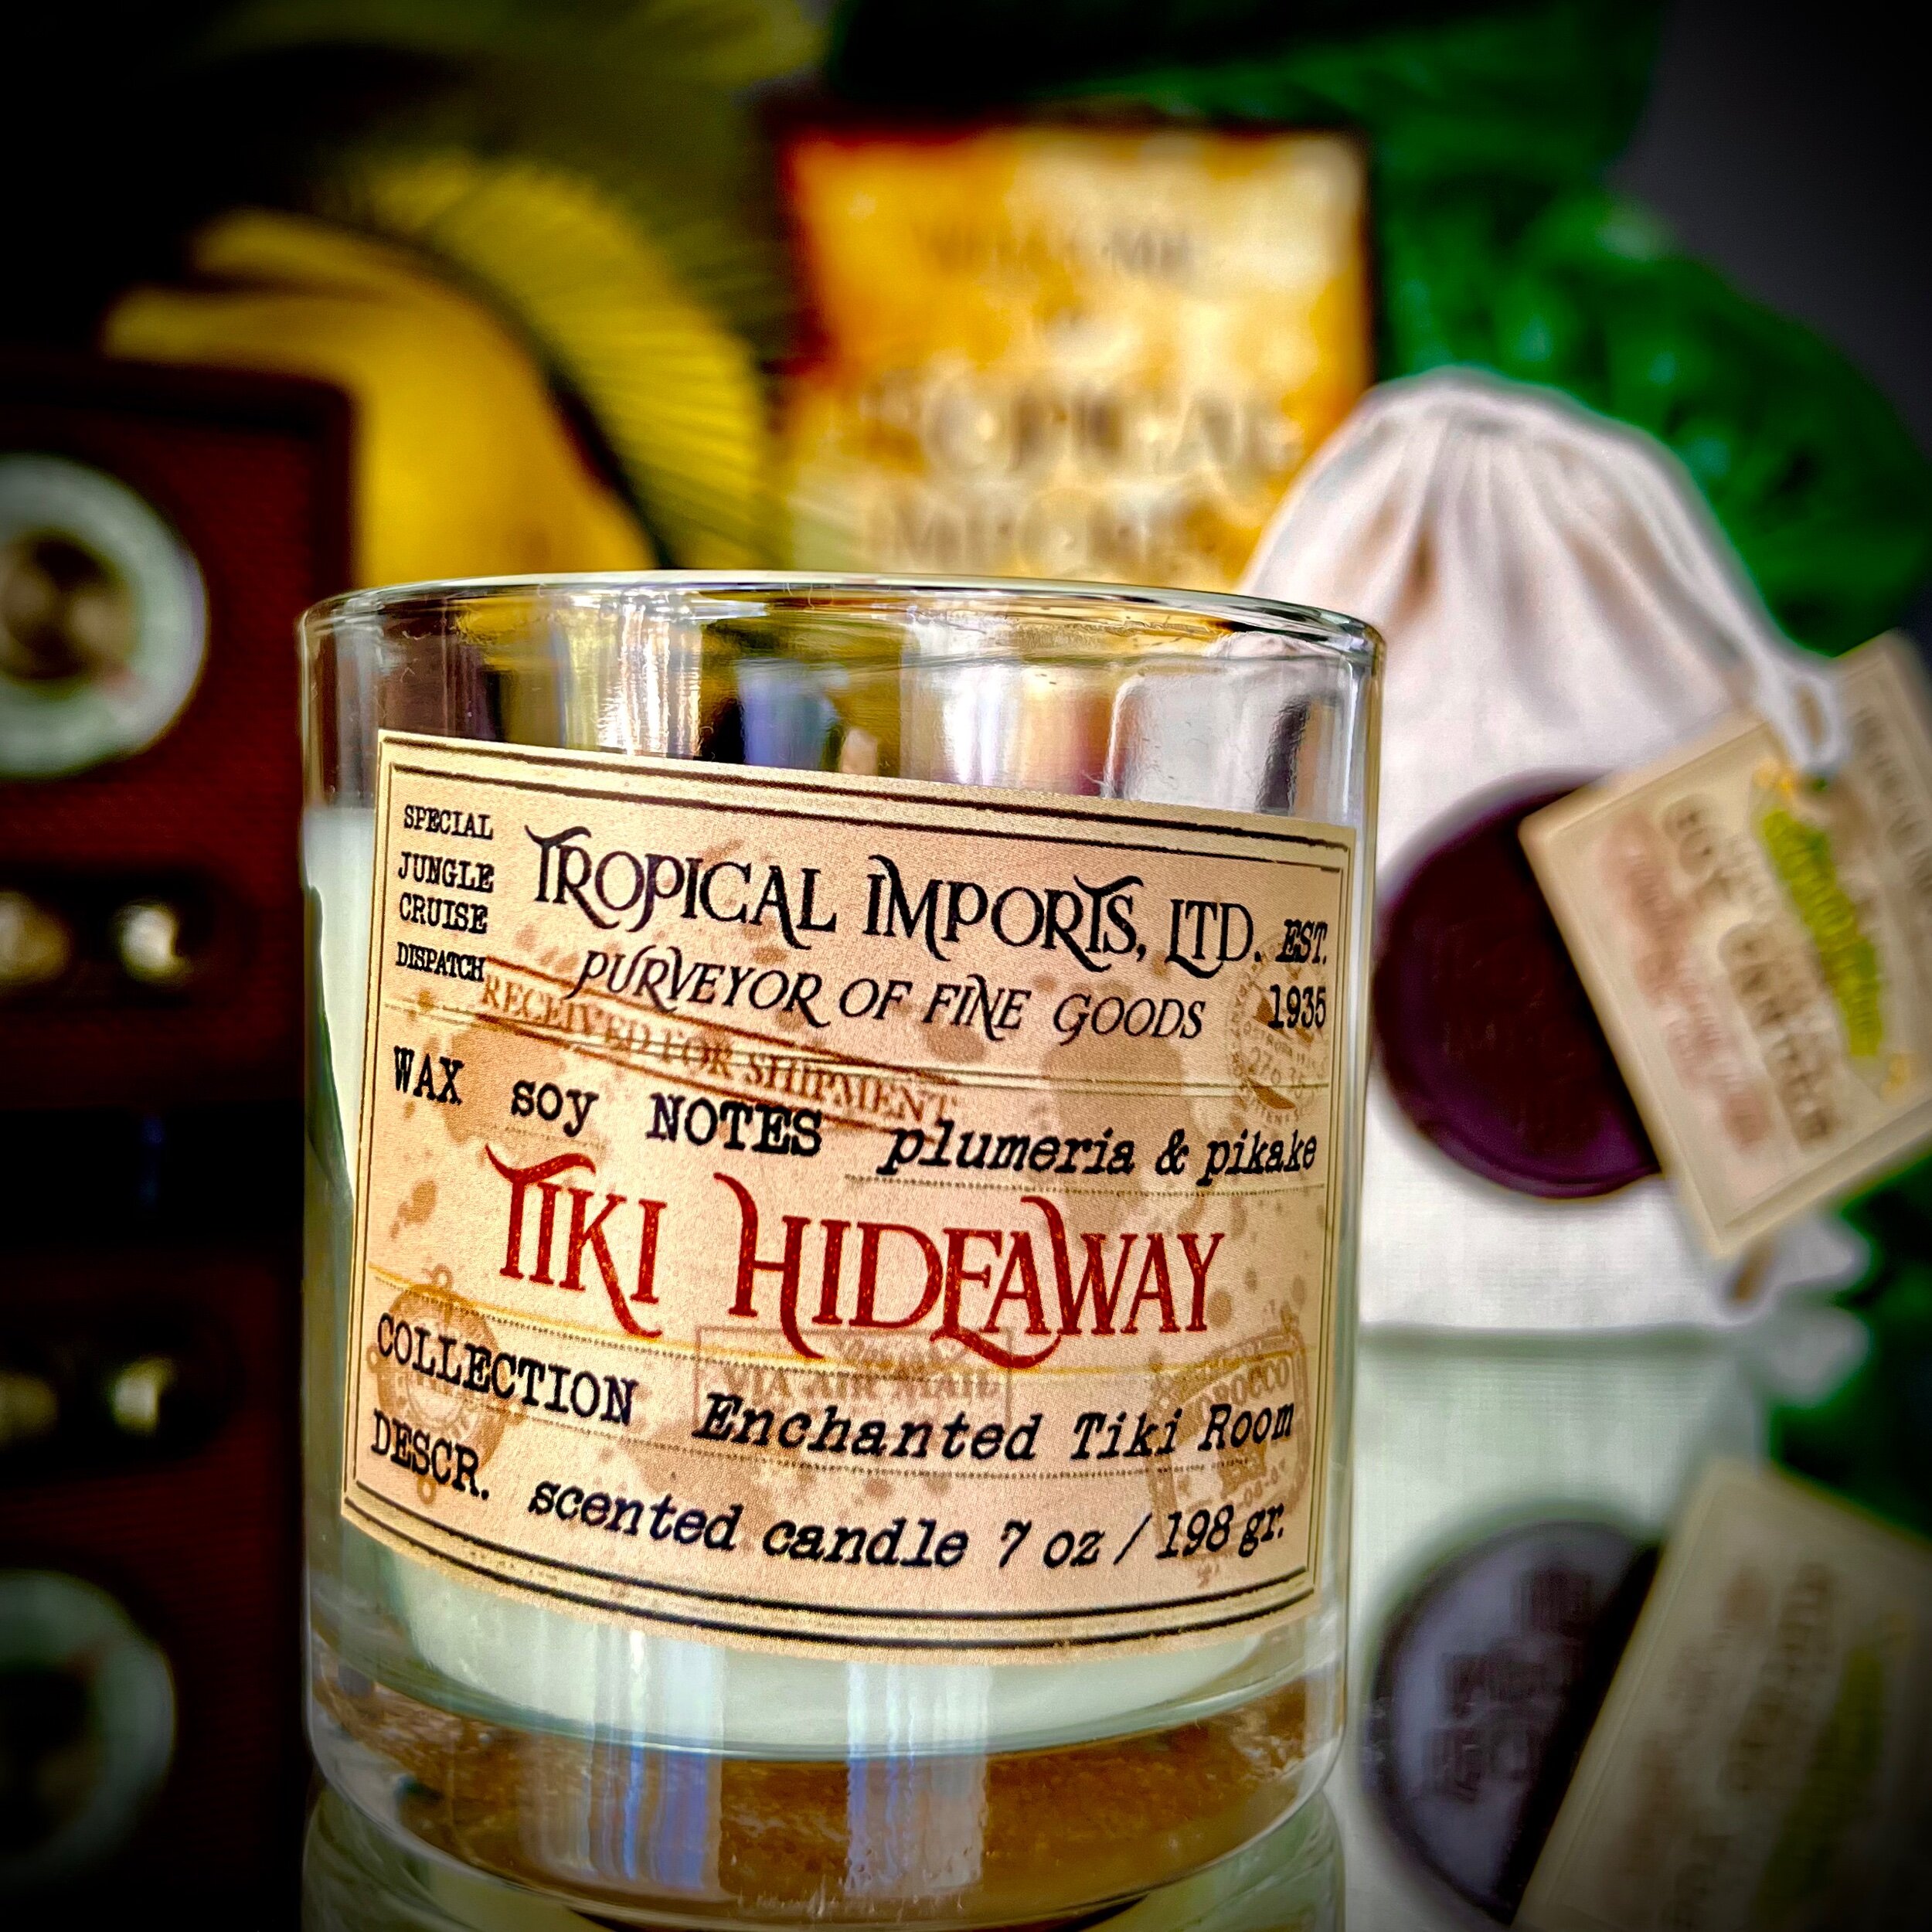 SPECIAL
JUNGLE
CRUISE
DISPATCH
TROPICAL IMPORTS, LTD.
EST.
1935
PURVEYOR OF FINE GOODS
RECEIVED FOR SHIPMENT
WAX soy NOTES plumeria & pikake
TIKI HIDEAWAY
VIA AIR MAIL
COLLECTION Enchanted Tiki Room
DESCR. scented candle 7 oz / 198 gr.